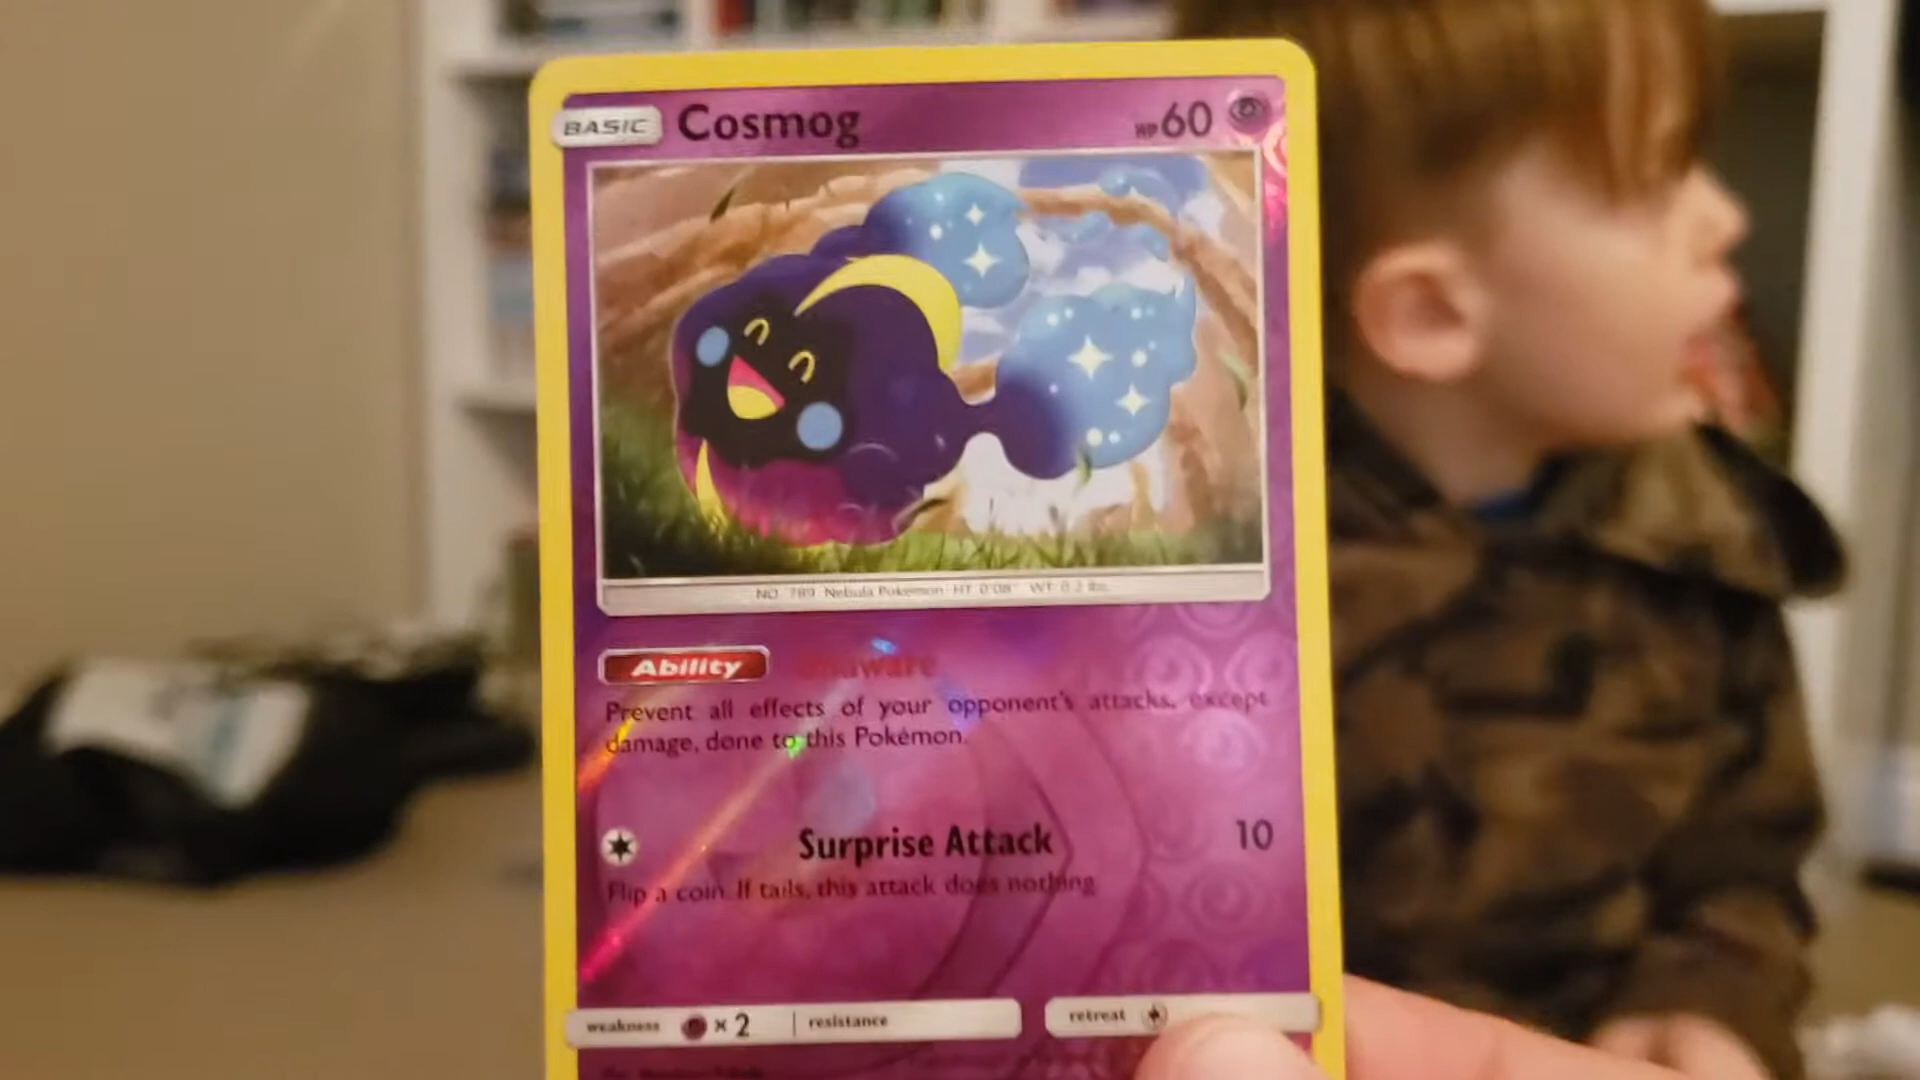 BASIC Cosmog HP 60
NO. 789 Nebula Pokémon HT 0'08" WT 0.2 lbs.
Ability
Prevent all effects of your opponent's attacks, except
damage, done to this Pokémon.
Surprise Attack 10
Flip a coin. If tails, this attack does nothing
weakness × 2 resistance retreat